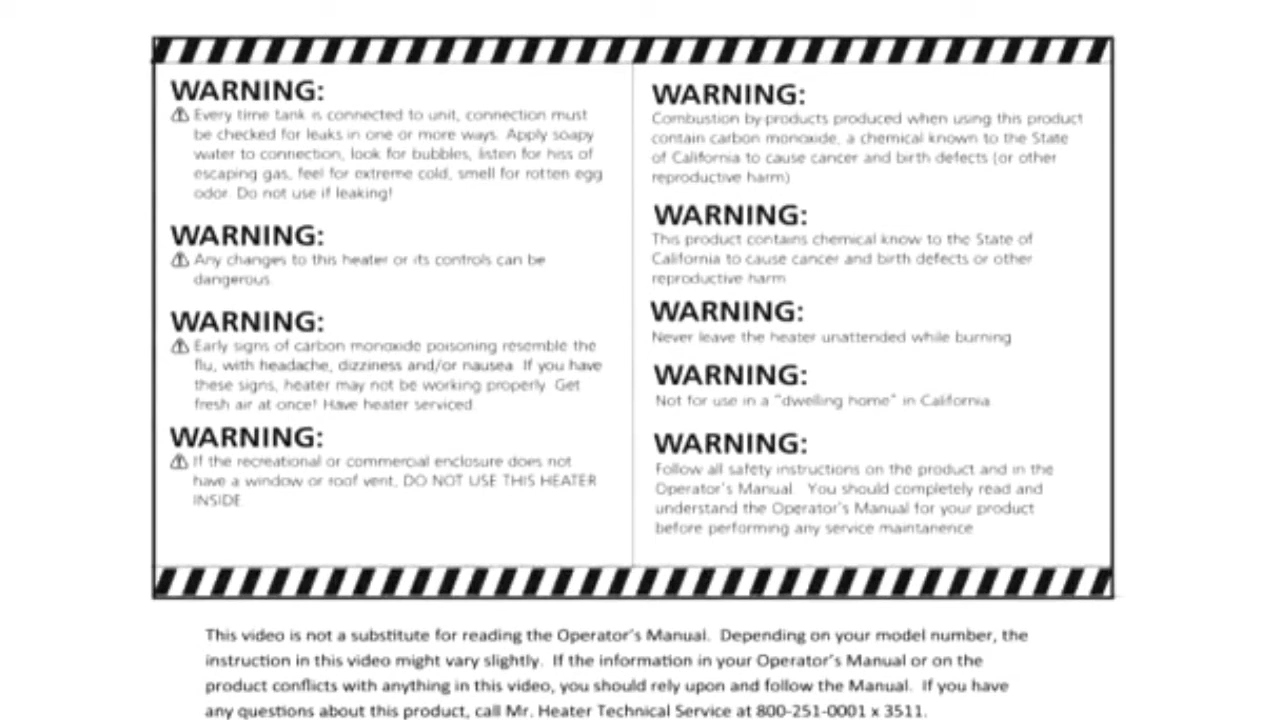 WARNING:
Every time tank is connected to unit, connection must
be checked for leaks in one or more ways. Apply soapy
water to connection, look for bubbles, listen for hiss of
escaping gas, feel for extreme cold, smell for rotten egg
odor. Do not use if leaking!
WARNING:
Any changes to this heater or its controls can be
dangerous.
WARNING:
Early signs of carbon monoxide poisoning resemble the
flu, with headache, dizziness and/or nausea. If you have
these signs, heater may not be working properly. Get
fresh air at once! Have heater serviced.
WARNING:
If the recreational or commercial enclosure does not
have a window or roof vent, DO NOT USE THIS HEATER
INSIDE.
WARNING:
Combustion by-products produced when using this product
contain carbon monoxide, a chemical known to the State
of California to cause cancer and birth defects (or other
reproductive harm)
WARNING:
This product contains chemical know to the State of
California to cause cancer and birth defects or other
reproductive harm
WARNING:
Never leave the heater unattended while burning
WARNING:
Not for use in a "dwelling home" in California
WARNING:
Follow all safety instructions on the product and in the
Operator's Manual. You should completely read and
understand the Operator's Manual for your product
before performing any service maintanence
This video is not a substitute for reading the Operator's Manual. Depending on your model number, the
instruction in this video might vary slightly. If the information in your Operator's Manual or on the
product conflicts with anything in this video, you should rely upon and follow the Manual. If you have
any questions about this product, call Mr. Heater Technical Service at 800-251-0001 x 3511.